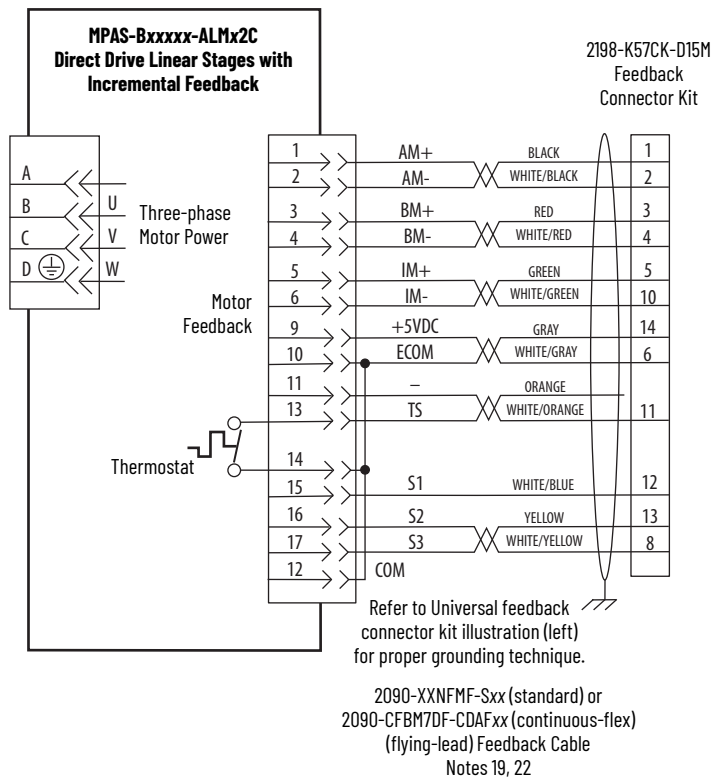 MPAS-Bxxxxx-ALMx2C
Direct Drive Linear Stages with
Incremental Feedback
2198-K57CK-D15M
Feedback
Connector Kit
A
B
C
D
U
V
W
Three-phase
Motor Power
Motor
Feedback
Thermostat
1 AM+ BLACK 1
2 AM- WHITE/BLACK 2
3 BM+ RED 3
4 BM- WHITE/RED 4
5 IM+ GREEN 5
6 IM- WHITE/GREEN 10
9 +5VDC GRAY 14
10 ECOM WHITE/GRAY 6
11 – ORANGE
13 TS WHITE/ORANGE 11
14
15 S1 WHITE/BLUE 12
16 S2 YELLOW 13
17 S3 WHITE/YELLOW 8
12 COM
Refer to Universal feedback
connector kit illustration (left)
for proper grounding technique.
2090-XXNFMF-Sxx (standard) or
2090-CFBM7DF-CDAFxx (continuous-flex)
(flying-lead) Feedback Cable
Notes 19, 22